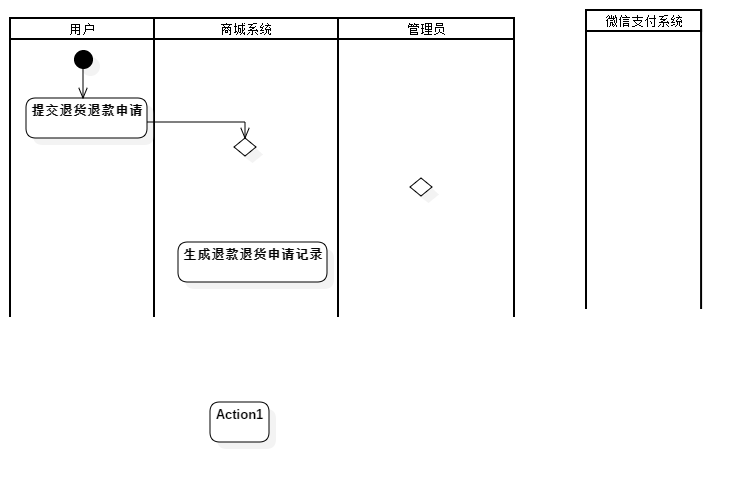 用户
商城系统
管理员
微信支付系统
提交退货退款申请
生成退款退货申请记录
Action1